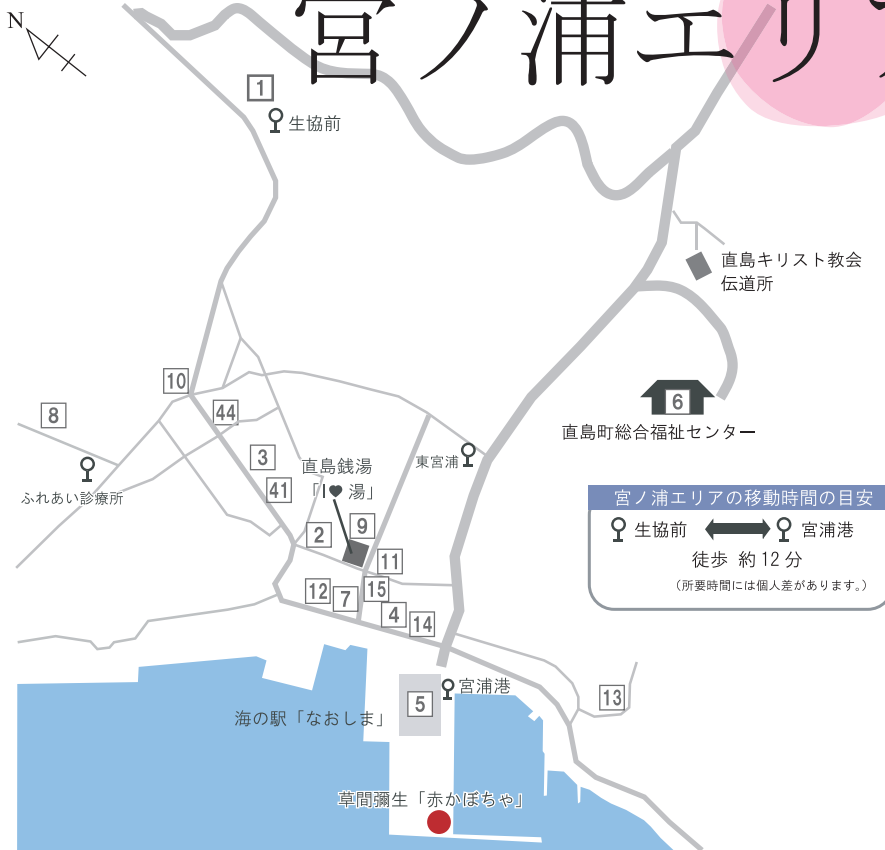 宮ノ浦エリア
N
1
生協前
直島キリスト教会
伝道所
10
44
8
6
直島町総合福祉センター
3
直島銭湯
「I♥湯」
東宮浦
ふれあい診療所
41
2
9
11
12
7
15
4
14
宮ノ浦エリアの移動時間の目安
生協前
宮浦港
徒歩 約12分
（所要時間には個人差があります。）
宮浦港
5
13
海の駅「なおしま」
草間彌生「赤かぼちゃ」